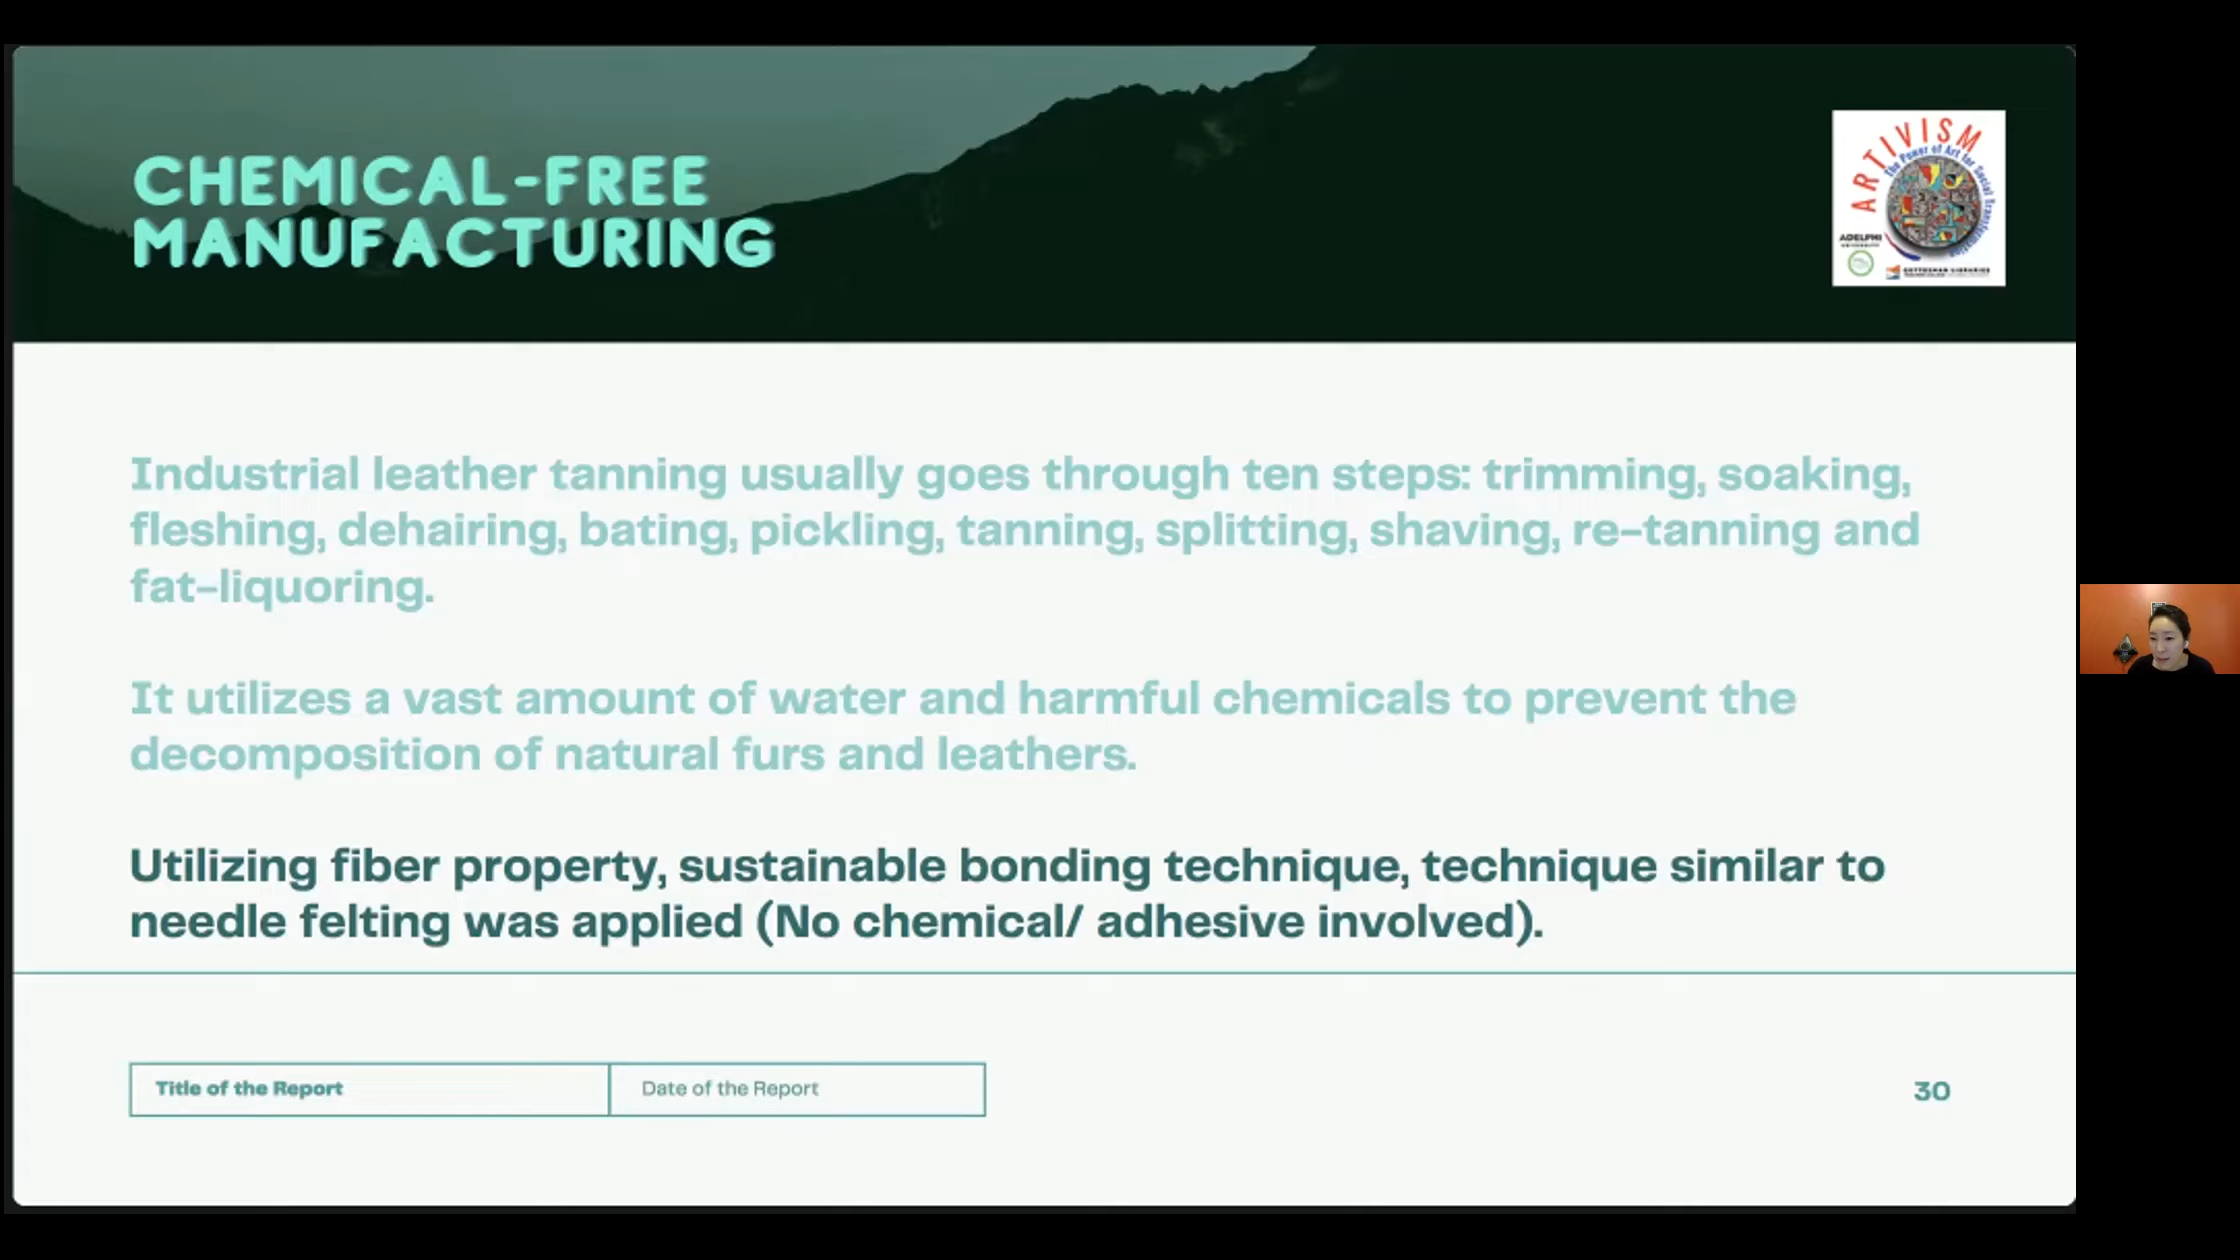 CHEMICAL-FREE
MANUFACTURING
ARTIVISM
The Power of Art for Social Transformation
ADELPHI
UNIVERSITY
GOTTESMAN LIBRARIES
Industrial leather tanning usually goes through ten steps: trimming, soaking,
fleshing, dehairing, bating, pickling, tanning, splitting, shaving, re-tanning and
fat-liquoring.
It utilizes a vast amount of water and harmful chemicals to prevent the
decomposition of natural furs and leathers.
Utilizing fiber property, sustainable bonding technique, technique similar to
needle felting was applied (No chemical/ adhesive involved).
Title of the Report
Date of the Report
30